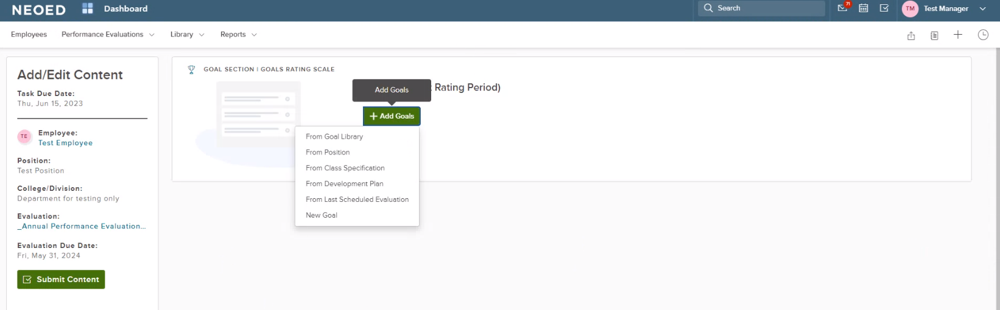 NEOED
Dashboard
Search
71
TM
Test Manager
Employees
Performance Evaluations
Library
Reports
Add/Edit Content
Task Due Date:
Thu, Jun 15, 2023
TE
Employee:
Test Employee
Position:
Test Position
College/Division:
Department for testing only
Evaluation:
_Annual Performance Evaluation...
Evaluation Due Date:
Fri, May 31, 2024
Submit Content
GOAL SECTION | GOALS RATING SCALE
Add Goals
Rating Period)
+ Add Goals
From Goal Library
From Position
From Class Specification
From Development Plan
From Last Scheduled Evaluation
New Goal